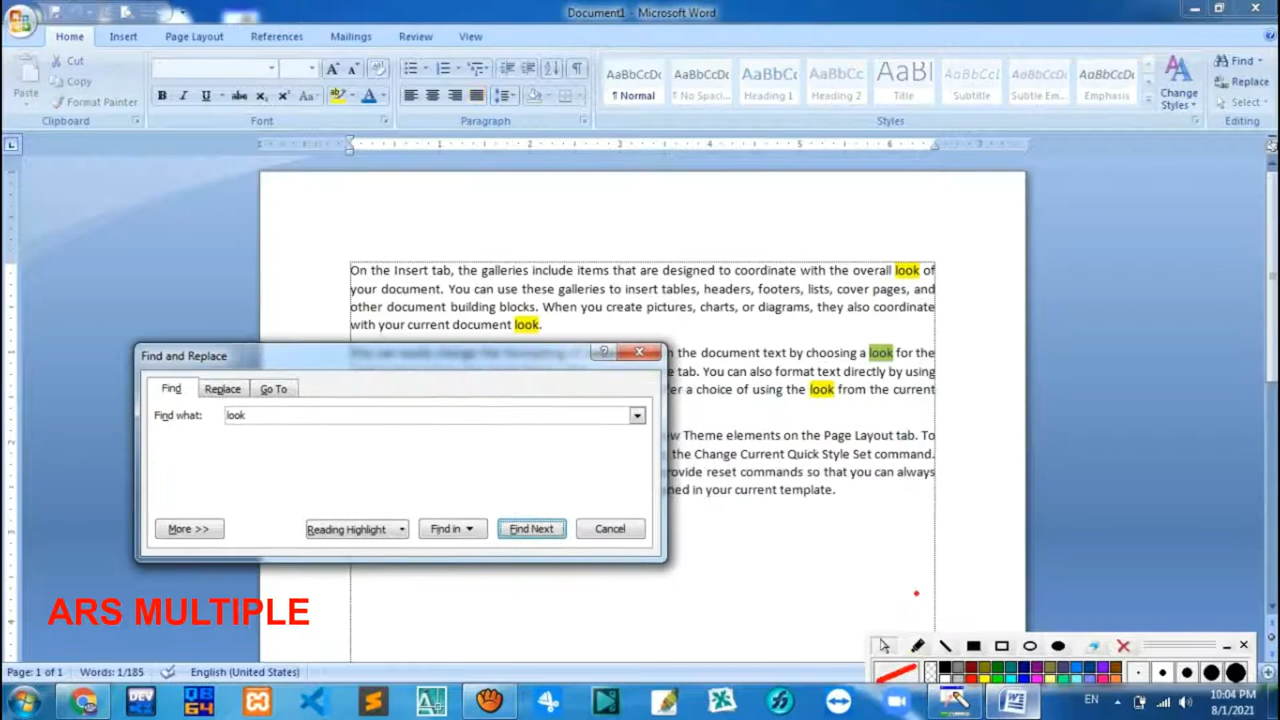 Document1 - Microsoft Word
Home Insert Page Layout References Mailings Review View
Cut
Copy
Format Painter
Paste
Clipboard
Font
Paragraph
AaBbCcDc AaBbCcDc AaBbCc AaBbCc AaBl AaBbCc. AaBbCcDc AaBbCcDc
¶ Normal ¶ No Spaci... Heading 1 Heading 2 Title Subtitle Subtle Em... Emphasis
Change
Styles
Styles
Find
Replace
Select
Editing
On the Insert tab, the galleries include items that are designed to coordinate with the overall look of
your document. You can use these galleries to insert tables, headers, footers, lists, cover pages, and
other document building blocks. When you create pictures, charts, or diagrams, they also coordinate
with your current document look.
the document text by choosing a look for the
tab. You can also format text directly by using
a choice of using the look from the current
Theme elements on the Page Layout tab. To
the Change Current Quick Style Set command.
reset commands so that you can always
in your current template.
Find and Replace
Find Replace Go To
Find what: look
More >> Reading Highlight Find in Find Next Cancel
ARS MULTIPLE
Page: 1 of 1 Words: 1/185 English (United States)
EN
10:04 PM
8/1/2021